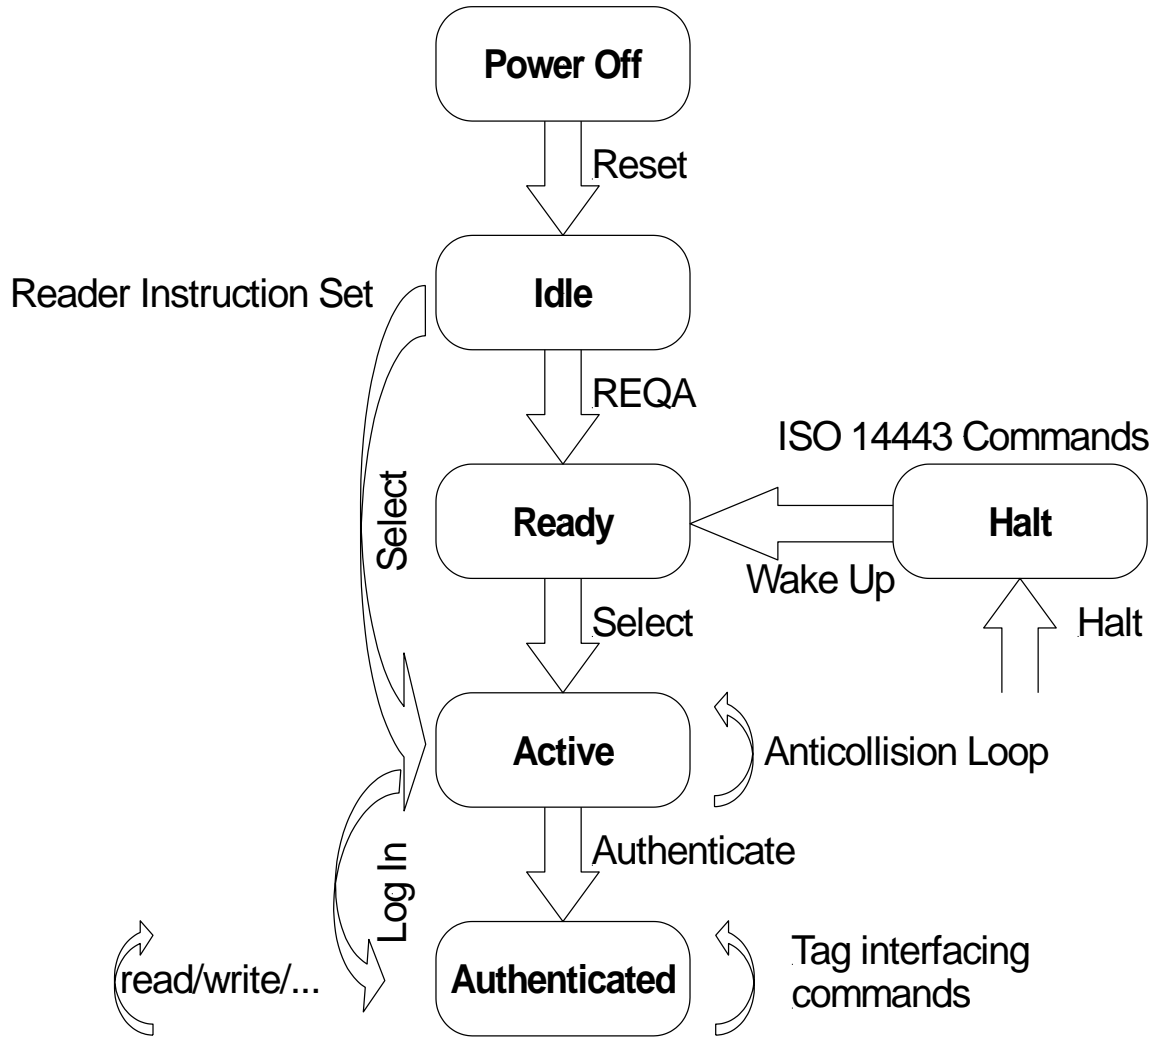 Power Off
Reset
Reader Instruction Set
Idle
REQA
ISO 14443 Commands
Select
Ready
Halt
Wake Up
Select
Halt
Active
Anticollision Loop
Authenticate
Log In
read/write/...
Authenticated
Tag interfacing
commands